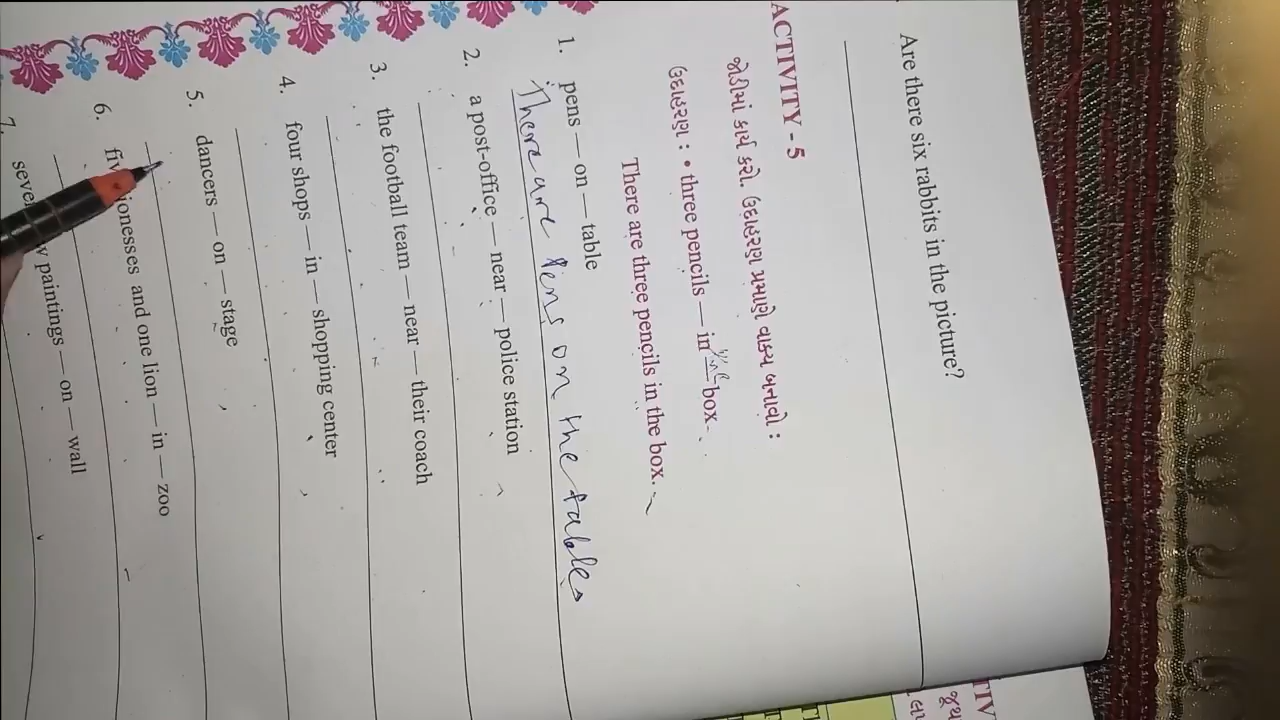 Are there six rabbits in the picture?
ACTIVITY - 5
જોડીમાં કાર્ય કરો. ઉદાહરણ પ્રમાણે વાક્ય બનાવો :
ઉદાહરણ : • three pencils — in — box
There are three pencils in the box.
1. pens — on — table
There are Pens on the table
2. a post-office — near — police station
3. the football team — near — their coach
4. four shops — in — shopping center
5. dancers — on — stage
6. lionesses and one lion — in — zoo
7. paintings — on — wall